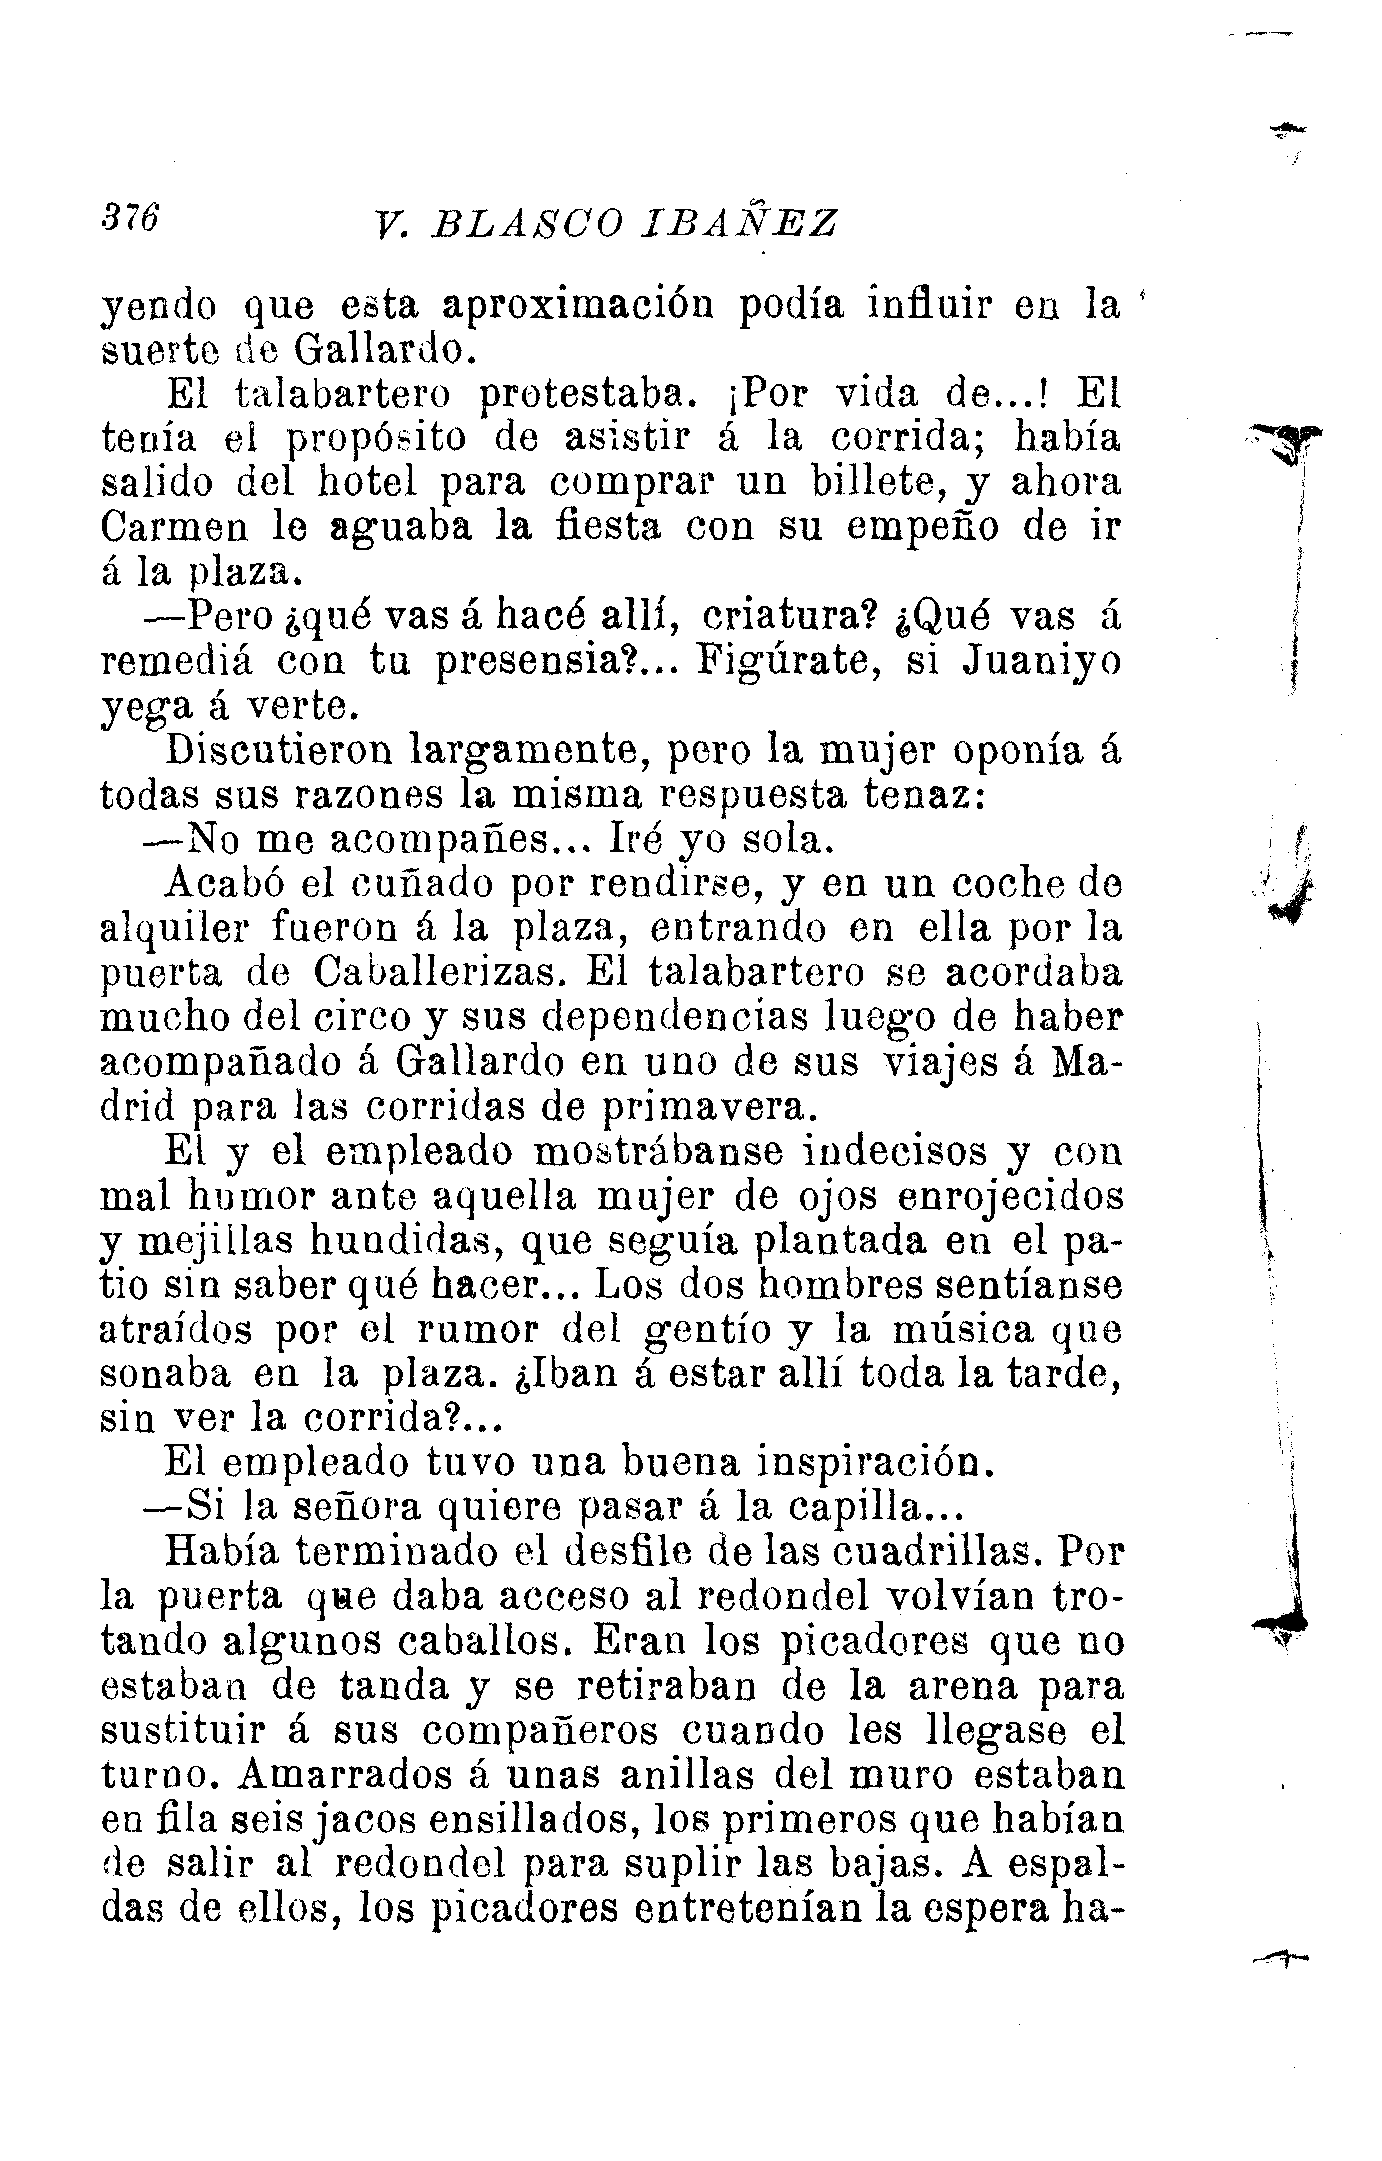 376 V. BLASCO IBAÑEZ
yendo que esta aproximación podía influir en la
suerte de Gallardo.
El talabartero protestaba. ¡Por vida de...! El
tenía el propósito de asistir á la corrida; había
salido del hotel para comprar un billete, y ahora
Carmen le aguaba la fiesta con su empeño de ir
á la plaza.
—Pero ¿qué vas á hacé allí, criatura? ¿Qué vas á
remediá con tu presensia?... Figúrate, si Juaniyo
yega á verte.
Discutieron largamente, pero la mujer oponía á
todas sus razones la misma respuesta tenaz:
—No me acompañes... Iré yo sola.
Acabó el cuñado por rendirse, y en un coche de
alquiler fueron á la plaza, entrando en ella por la
puerta de Caballerizas. El talabartero se acordaba
mucho del circo y sus dependencias luego de haber
acompañado á Gallardo en uno de sus viajes á Ma-
drid para las corridas de primavera.
El y el empleado mostrábanse indecisos y con
mal humor ante aquella mujer de ojos enrojecidos
y mejillas hundidas, que seguía plantada en el pa-
tio sin saber qué hacer... Los dos hombres sentíanse
atraídos por el rumor del gentío y la música que
sonaba en la plaza. ¿Iban á estar allí toda la tarde,
sin ver la corrida?...
El empleado tuvo una buena inspiración.
—Si la señora quiere pasar á la capilla...
Había terminado el desfile de las cuadrillas. Por
la puerta que daba acceso al redondel volvían tro-
tando algunos caballos. Eran los picadores que no
estaban de tanda y se retiraban de la arena para
sustituir á sus compañeros cuando les llegase el
turno. Amarrados á unas anillas del muro estaban
en fila seis jacos ensillados, los primeros que habían
de salir al redondel para suplir las bajas. A espal-
das de ellos, los picadores entretenían la espera ha-